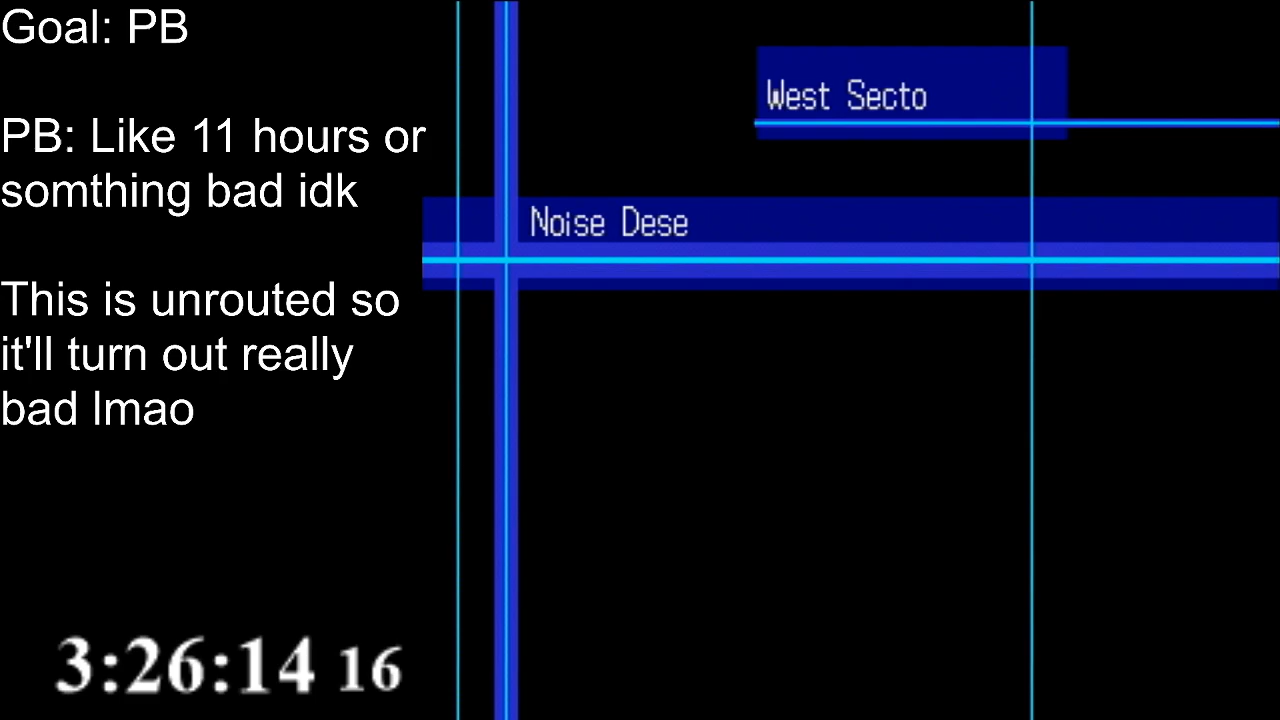 Goal: PB
PB: Like 11 hours or
somthing bad idk
This is unrouted so
it'll turn out really
bad lmao
West Secto
Noise Dese
3:26:14 16